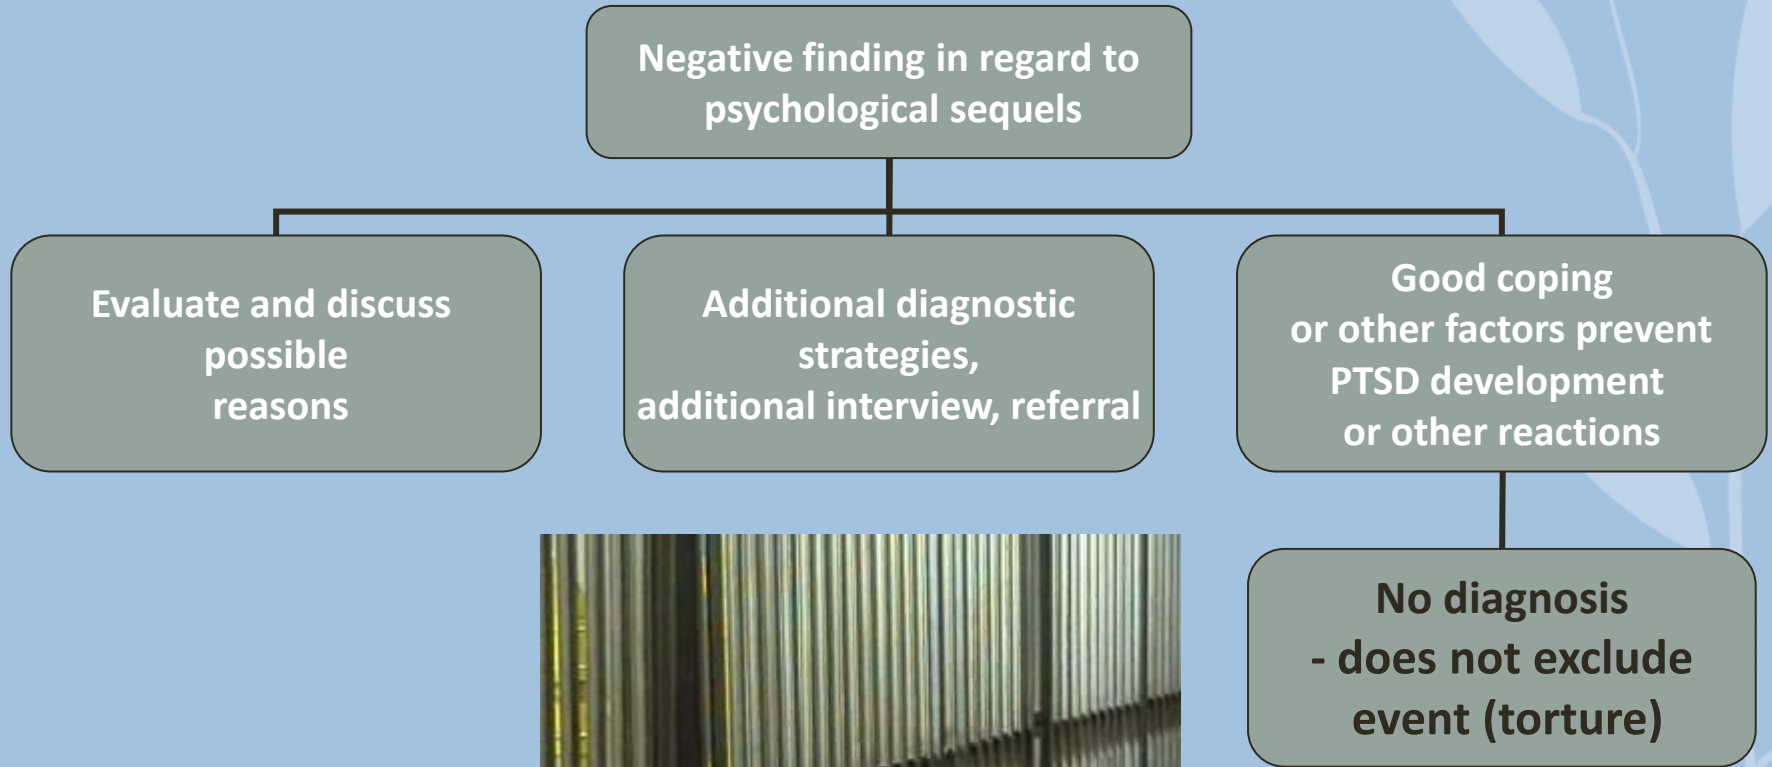 Negative finding in regard to
psychological sequels
Evaluate and discuss
possible
reasons
Additional diagnostic
strategies,
additional interview, referral
Good coping
or other factors prevent
PTSD development
or other reactions
No diagnosis
- does not exclude
event (torture)